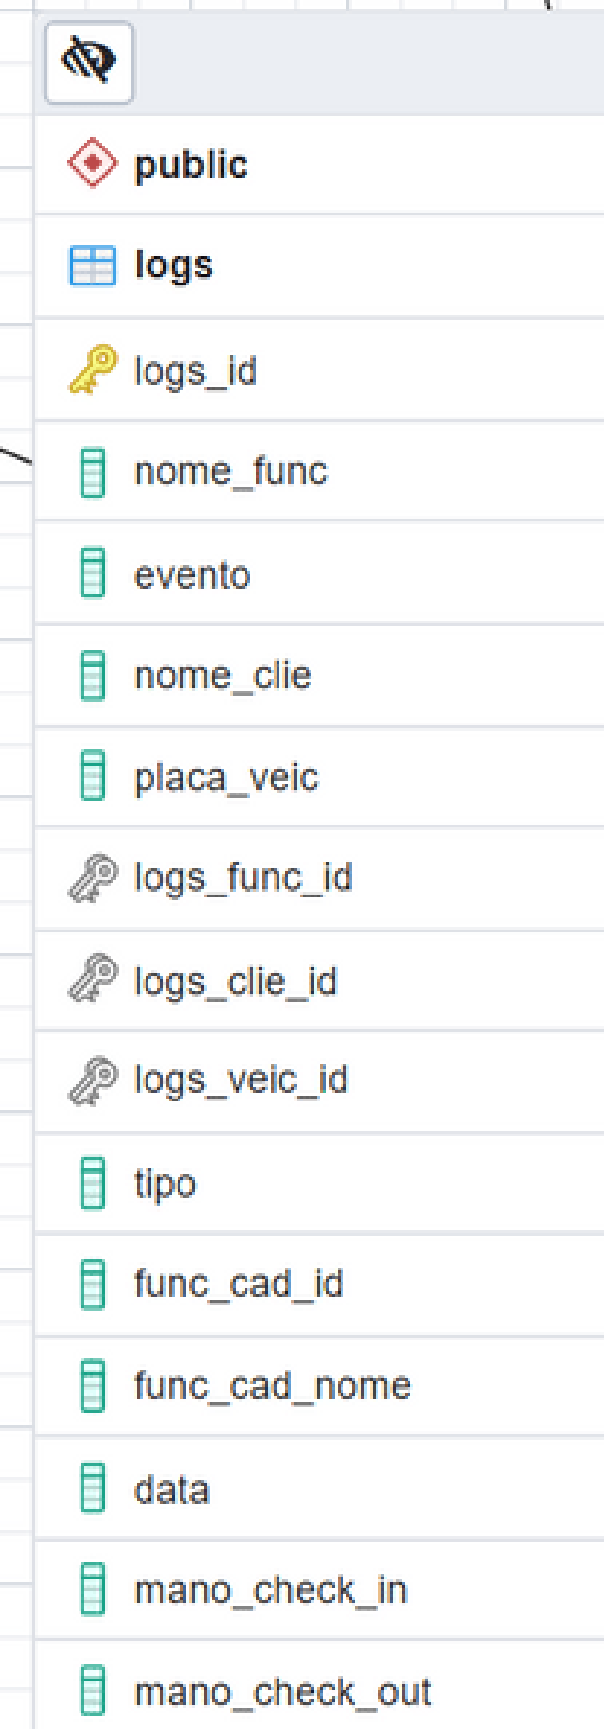 public
logs
logs_id
nome_func
evento
nome_clie
placa_veic
logs_func_id
logs_clie_id
logs_veic_id
tipo
func_cad_id
func_cad_nome
data
mano_check_in
mano_check_out